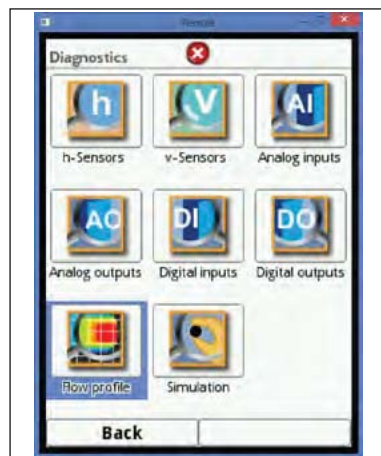 Remote
Diagnostics
h
V
AI
h-Sensors
v-Sensors
Analog inputs
AO
DI
DO
Analog outputs
Digital inputs
Digital outputs
Flow profile
Simulation
Back